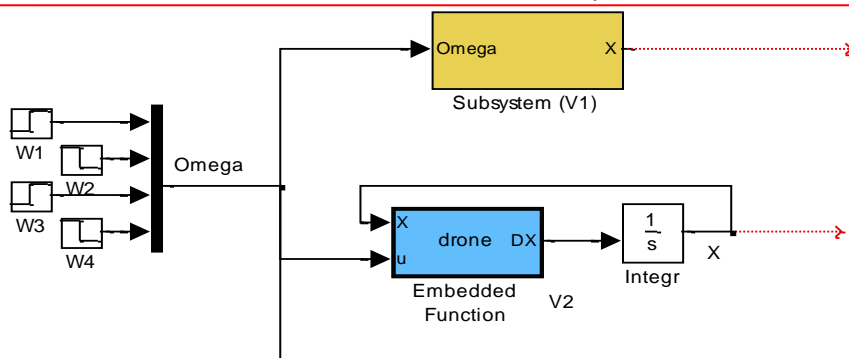 Omega X
Subsystem (V1)
W1
W2
W3
W4
Omega
X
u
drone
DX
Embedded
Function
V2
1
s
Integr
X